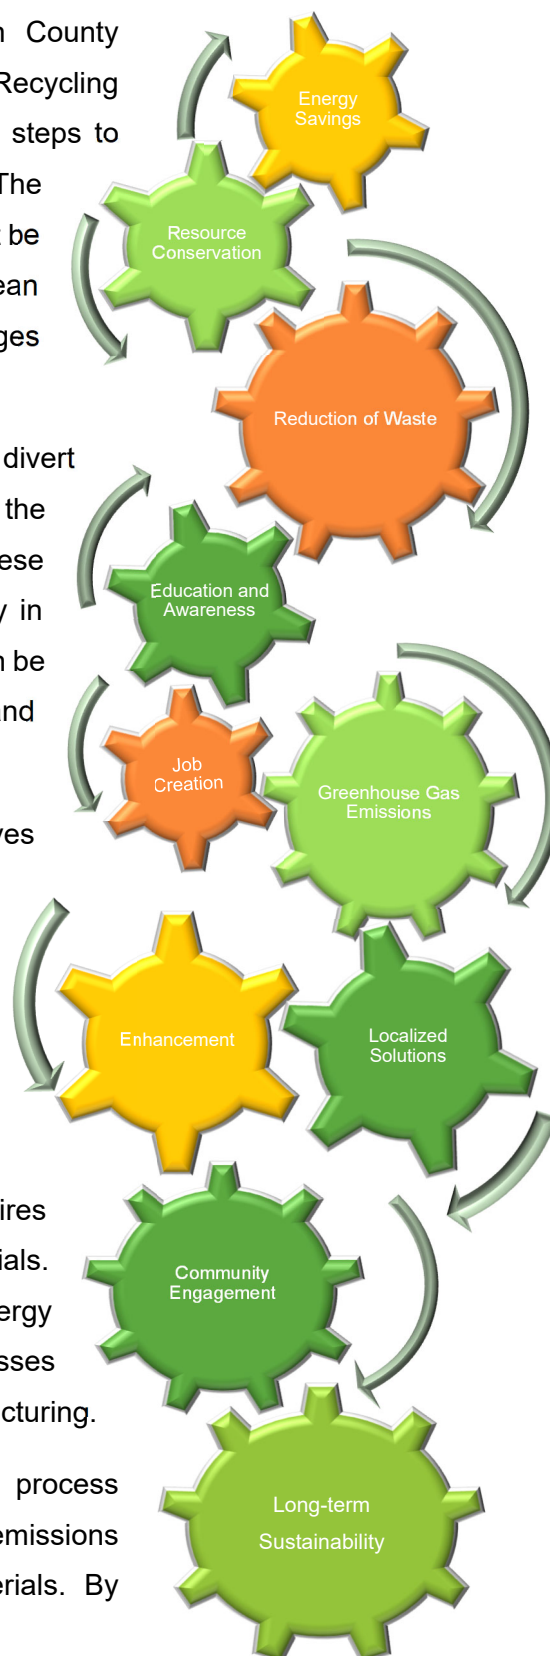 n County
Recycling
steps to
The
t be
ean
ges
divert
the
ese
y in
n be
and
ves
ires
ials.
ergy
sses
cturing.
process
emissions
erials. By
Energy
Savings
Resource
Conservation
Reduction of Waste
Education and
Awareness
Job
Creation
Greenhouse Gas
Emissions
Enhancement
Localized
Solutions
Community
Engagement
Long-term
Sustainability